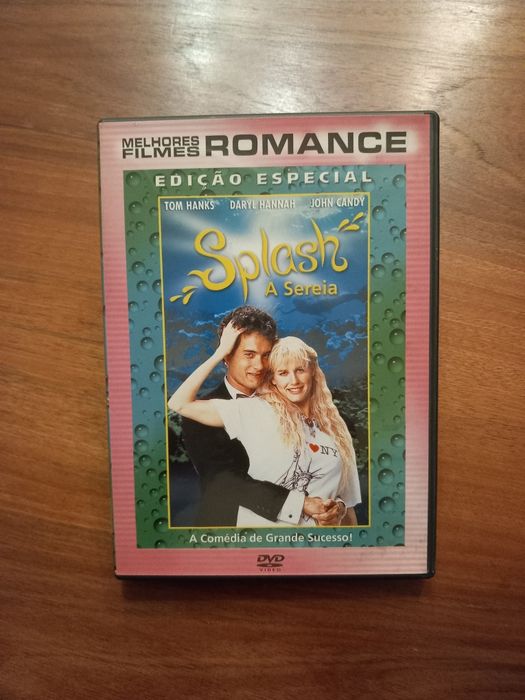 MELHORES FILMES ROMANCE
EDIÇÃO ESPECIAL
TOM HANKS DARYL HANNAH JOHN CANDY
Splash
A Sereia
I ♥ NY
A Comédia de Grande Sucesso!
DVD
VIDEO